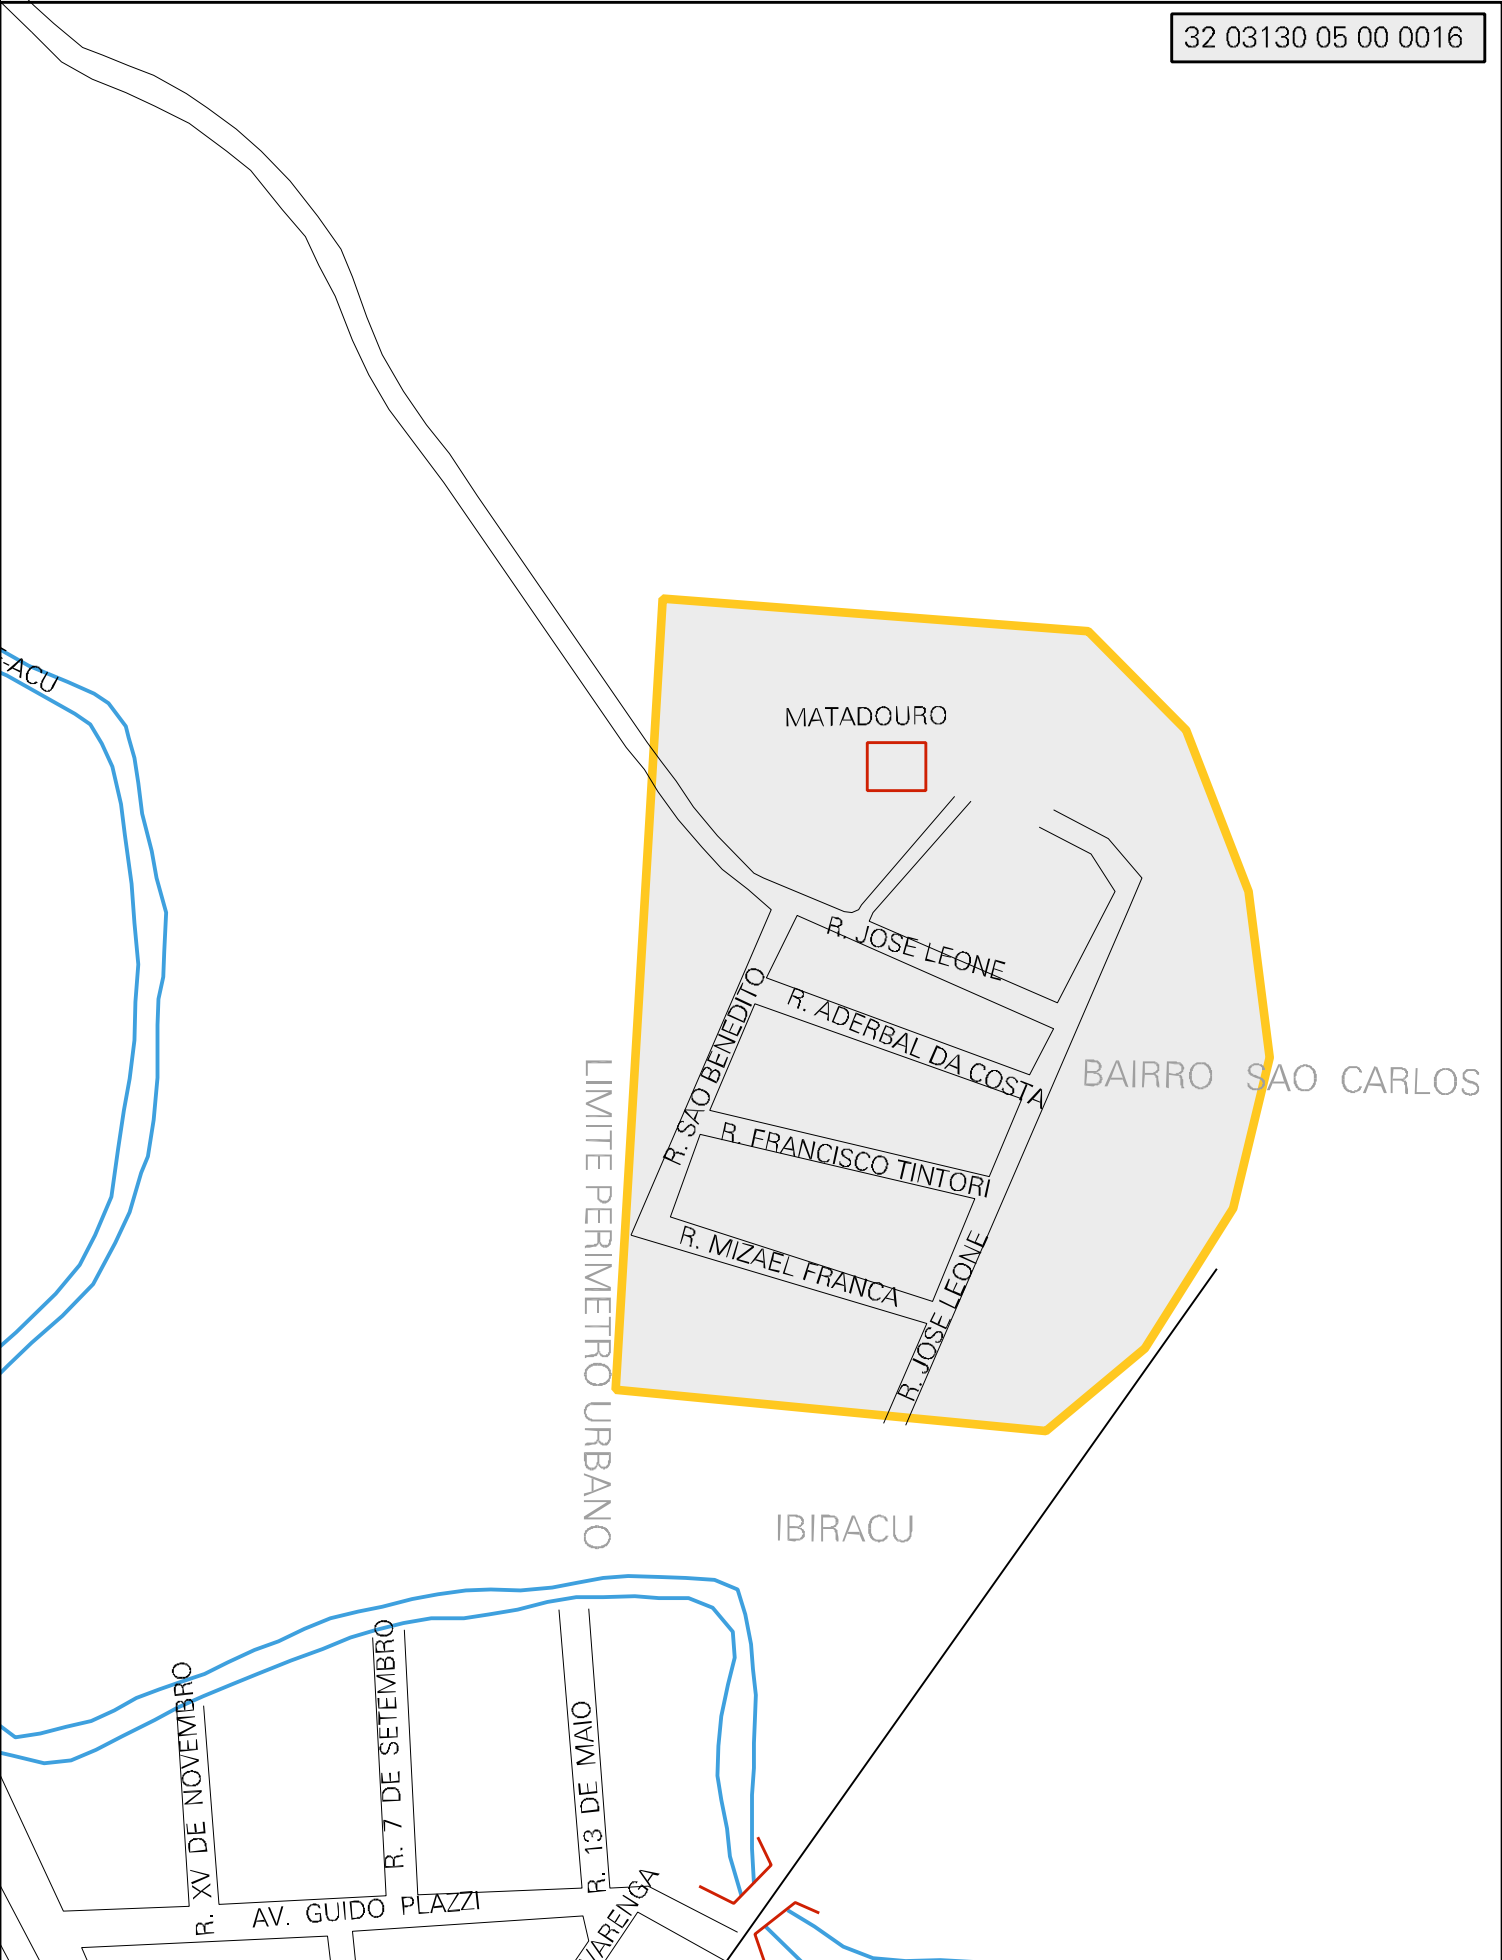 32 03130 05 00 0016
-ACU
MATADOURO
R. JOSE LEONE
R. ADERBAL DA COSTA
R. SAO BENEDITO
BAIRRO SAO CARLOS
R. FRANCISCO TINTORI
R. MIZAEL FRANCA
R. JOSE LEONE
LIMITE PERIMETRO URBANO
IBIRACU
R. XV DE NOVEMBRO
R. 7 DE SETEMBRO
R. 13 DE MAIO
AV. GUIDO PLAZZI
VARENGA